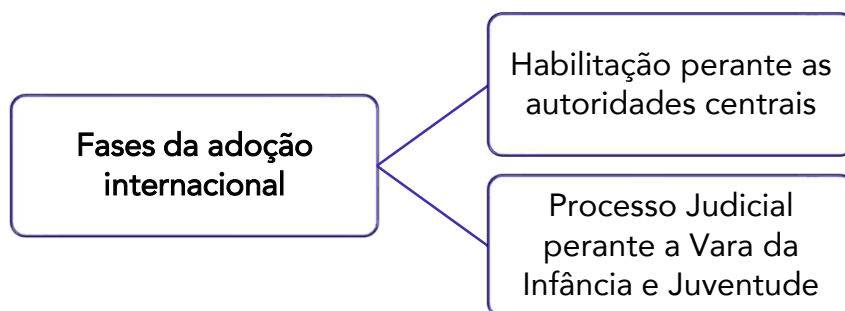 Fases da adoção
internacional
Habilitação perante as
autoridades centrais
Processo Judicial
perante a Vara da
Infância e Juventude